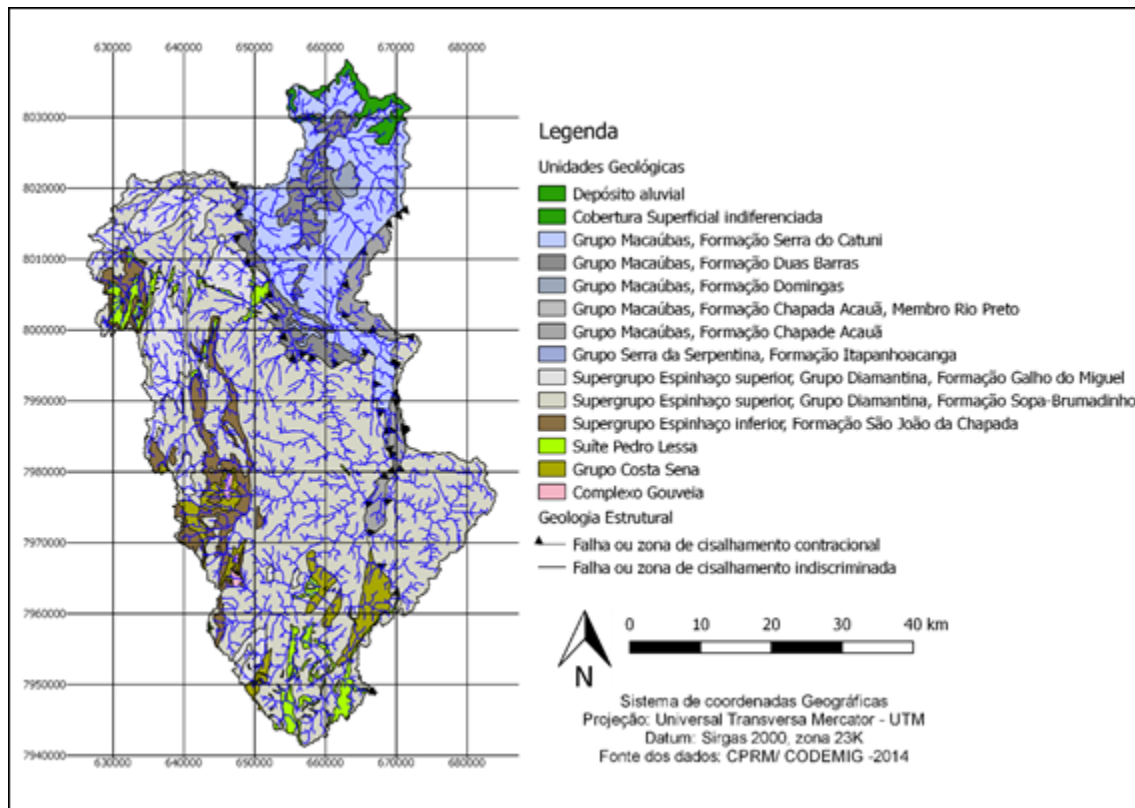 630000 640000 650000 660000 670000 680000
8030000
8020000
8010000
8000000
7990000
7980000
7970000
7960000
7950000
7940000
630000 640000 650000 660000 670000 680000
Legenda
Unidades Geológicas
Depósito aluvial
Cobertura Superficial indiferenciada
Grupo Macaúbas, Formação Serra do Catuni
Grupo Macaúbas, Formação Duas Barras
Grupo Macaúbas, Formação Domingas
Grupo Macaúbas, Formação Chapada Acauã, Membro Rio Preto
Grupo Macaúbas, Formação Chapade Acauã
Grupo Serra da Serpentina, Formação Itapanhoacanga
Supergrupo Espinhaço superior, Grupo Diamantina, Formação Galho do Miguel
Supergrupo Espinhaço superior, Grupo Diamantina, Formação Sopa-Brumadinho
Supergrupo Espinhaço inferior, Formação São João da Chapada
Suíte Pedro Lessa
Grupo Costa Sena
Complexo Gouveia
Geologia Estrutural
Falha ou zona de cisalhamento contracional
Falha ou zona de cisalhamento indiscriminada
N
0 10 20 30 40 km
Sistema de coordenadas Geográficas
Projeção: Universal Transversa Mercator - UTM
Datum: Sirgas 2000, zona 23K
Fonte dos dados: CPRM/ CODEMIG -2014